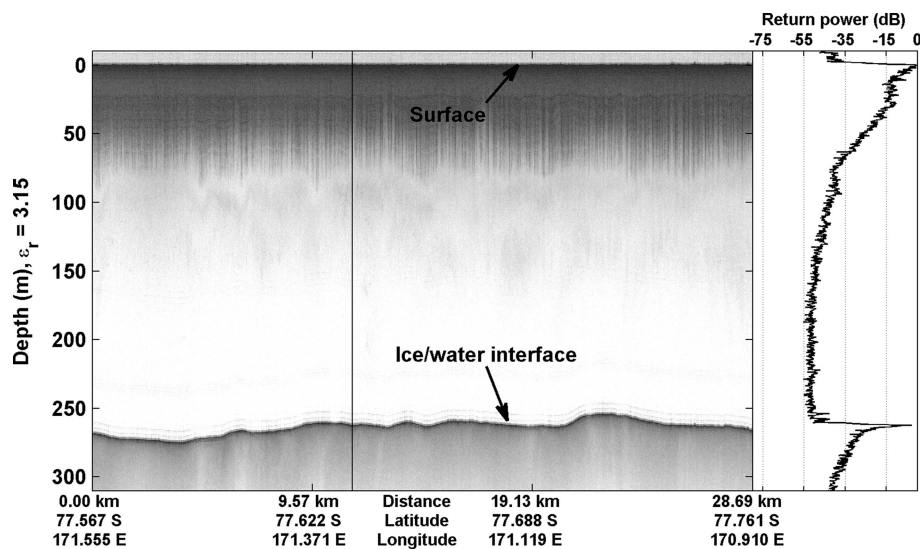 Return power (dB)
-75 -55 -35 -15 0
0
50
100
150
200
250
300
Depth (m), εr = 3.15
Surface
Ice/water interface
0.00 km 9.57 km Distance 19.13 km 28.69 km
77.567 S 77.622 S Latitude 77.688 S 77.761 S
171.555 E 171.371 E Longitude 171.119 E 170.910 E